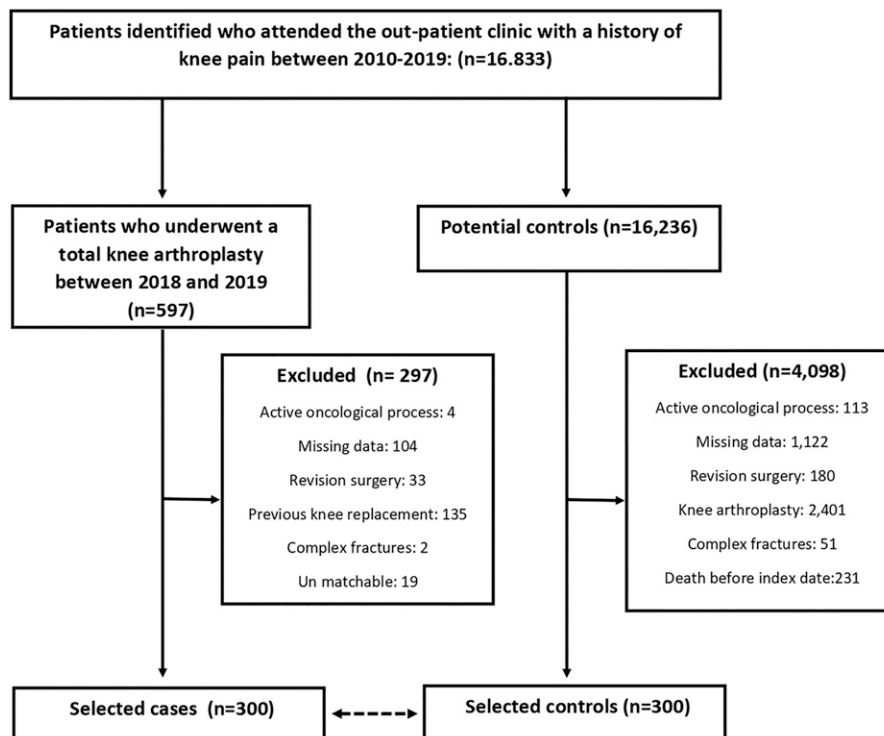 Patients identified who attended the out-patient clinic with a history of
knee pain between 2010-2019: (n=16.833)
Patients who underwent a
total knee arthroplasty
between 2018 and 2019
(n=597)
Potential controls (n=16,236)
Excluded (n= 297)
Active oncological process: 4
Missing data: 104
Revision surgery: 33
Previous knee replacement: 135
Complex fractures: 2
Un matchable: 19
Excluded (n=4,098)
Active oncological process: 113
Missing data: 1,122
Revision surgery: 180
Knee arthroplasty: 2,401
Complex fractures: 51
Death before index date:231
Selected cases (n=300)
Selected controls (n=300)